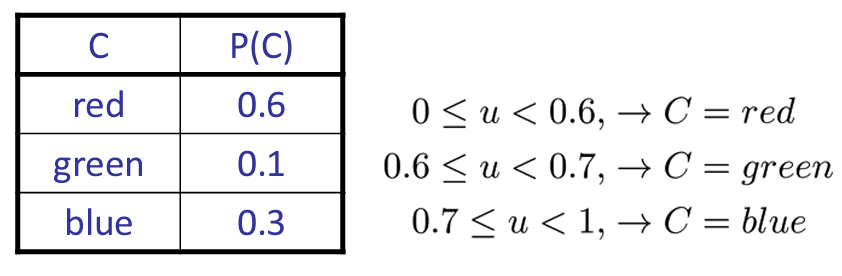 C P(C)
red 0.6
green 0.1
blue 0.3
0 ≤ u < 0.6, → C = red
0.6 ≤ u < 0.7, → C = green
0.7 ≤ u < 1, → C = blue